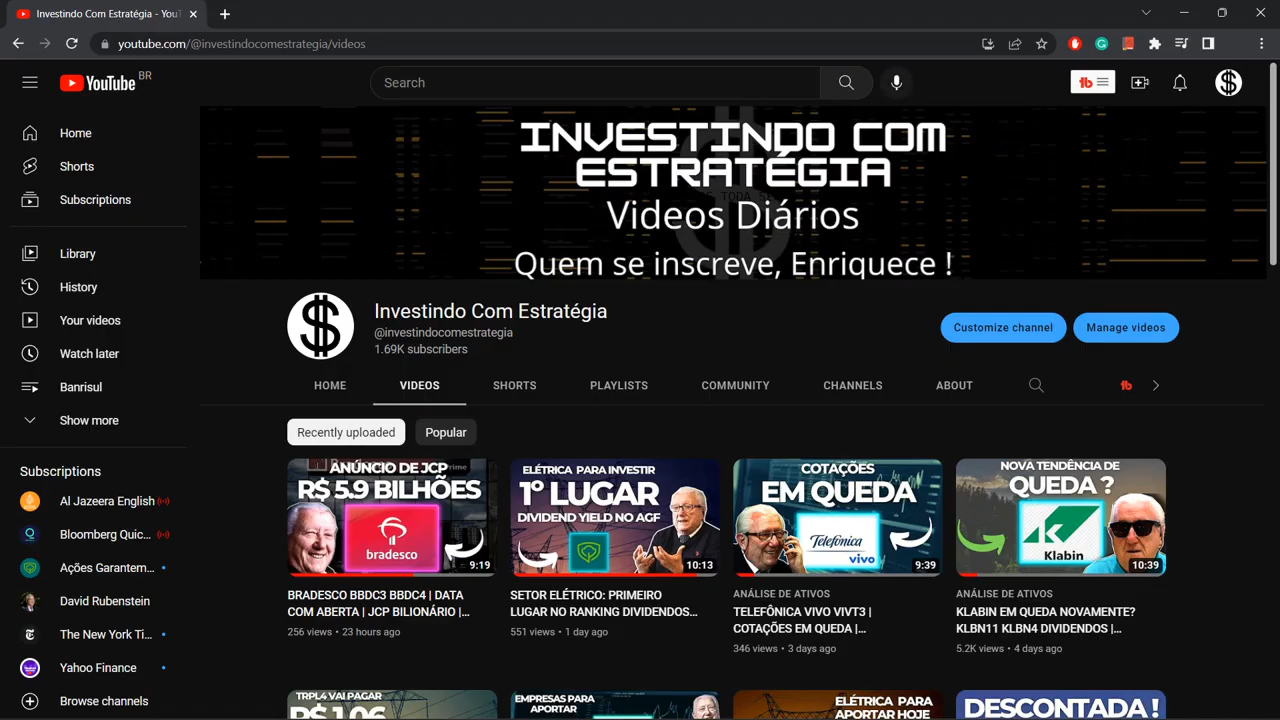 Investindo Com Estratégia - YouT
youtube.com/@investindocomestrategia/videos
YouTube BR
Search
Home
Shorts
Subscriptions
Library
History
Your videos
Watch later
Banrisul
Show more
Subscriptions
Al Jazeera English
Bloomberg Quic...
Ações Garantem...
David Rubenstein
The New York Ti...
Yahoo Finance
Browse channels
INVESTINDO COM
ESTRATÉGIA
Videos Diários
Quem se inscreve, Enriquece !
Investindo Com Estratégia
@investindocomestrategia
1.69K subscribers
Customize channel
Manage videos
HOME
VIDEOS
SHORTS
PLAYLISTS
COMMUNITY
CHANNELS
ABOUT
Recently uploaded
Popular
ANÚNCIO DE JCP
R$ 5.9 BILHÕES
bradesco
9:19
BRADESCO BBDC3 BBDC4 | DATA
COM ABERTA | JCP BILIONÁRIO |...
256 views • 23 hours ago
ELÉTRICA PARA INVESTIR
1º LUGAR
DIVIDEND YIELD NO AGF
10:13
SETOR ELÉTRICO: PRIMEIRO
LUGAR NO RANKING DIVIDENDOS...
551 views • 1 day ago
COTAÇÕES
EM QUEDA
Telefónica
vivo
9:39
ANÁLISE DE ATIVOS
TELEFÔNICA VIVO VIVT3 |
COTAÇÕES EM QUEDA |...
346 views • 3 days ago
NOVA TENDÊNCIA DE
QUEDA ?
Klabin
10:39
ANÁLISE DE ATIVOS
KLABIN EM QUEDA NOVAMENTE?
KLBN11 KLBN4 DIVIDENDOS |...
5.2K views • 4 days ago
TRPL4 VAI PAGAR
R$ 1.06
EMPRESAS PARA
APORTAR
ELÉTRICA PARA
APORTAR HOJE
DESCONTADA !